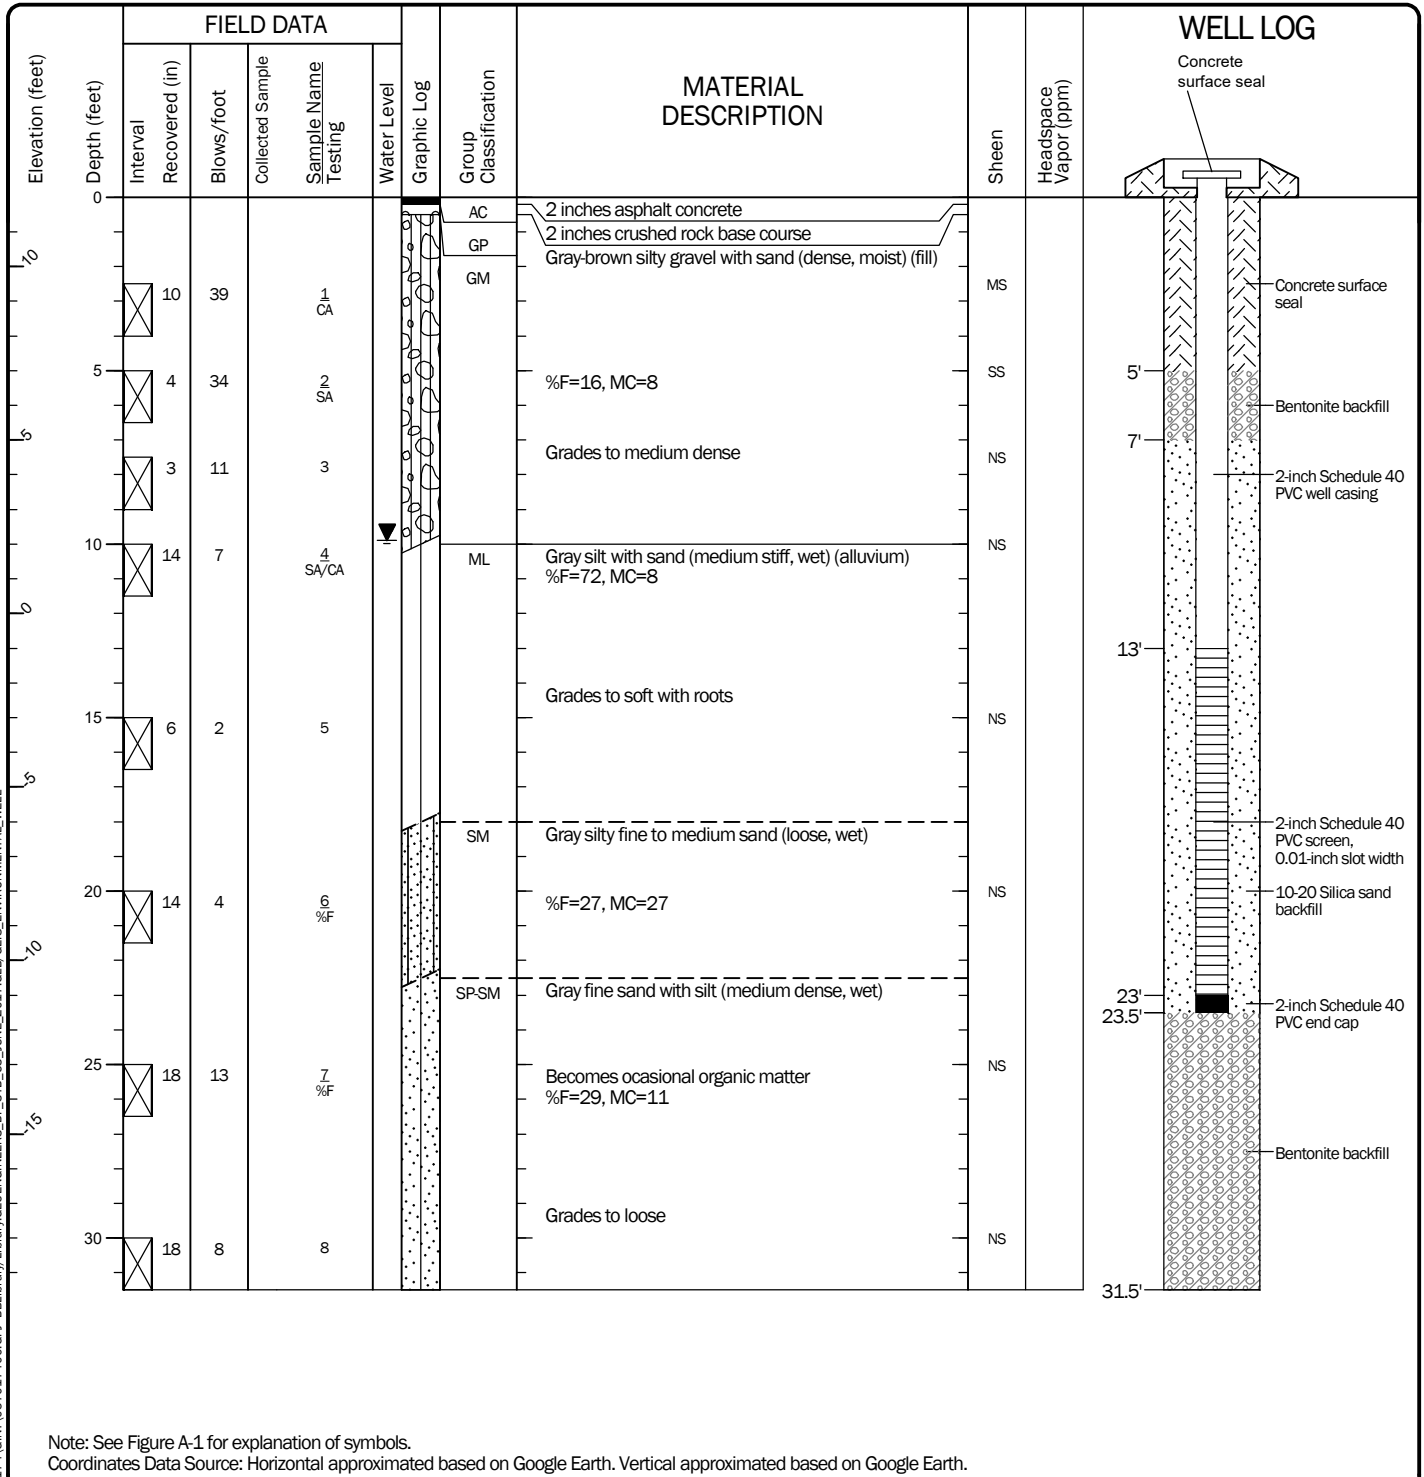 FIELD DATA
WELL LOG
Elevation (feet)
Depth (feet)
Interval
Recovered (in)
Blows/foot
Collected Sample
Sample Name
Testing
Water Level
Graphic Log
Group
Classification
MATERIAL
DESCRIPTION
Sheen
Headspace
Vapor (ppm)
Concrete
surface seal
0
AC
2 inches asphalt concrete
GP
2 inches crushed rock base course
10
GM
Gray-brown silty gravel with sand (dense, moist) (fill)
10 39 1 MS
CA
Concrete surface
seal
5
4 34 2 %F=16, MC=8 SS
SA
5'
Bentonite backfill
5
7'
Grades to medium dense
3 11 3 NS
2-inch Schedule 40
PVC well casing
10
14 7 4 NS
SA/CA
ML
Gray silt with sand (medium stiff, wet) (alluvium)
%F=72, MC=8
0
13'
Grades to soft with roots
15
6 2 5 NS
-5
SM
Gray silty fine to medium sand (loose, wet)
2-inch Schedule 40
PVC screen,
0.01-inch slot width
20
14 4 6 %F=27, MC=27 NS
%F
10-20 Silica sand
backfill
-10
SP-SM
Gray fine sand with silt (medium dense, wet)
23'
23.5'
2-inch Schedule 40
PVC end cap
25
18 13 7 NS
%F
Becomes ocasional organic matter
%F=29, MC=11
-15
Bentonite backfill
Grades to loose
30
18 8 8 NS
31.5'
Note: See Figure A-1 for explanation of symbols.
Coordinates Data Source: Horizontal approximated based on Google Earth. Vertical approximated based on Google Earth.